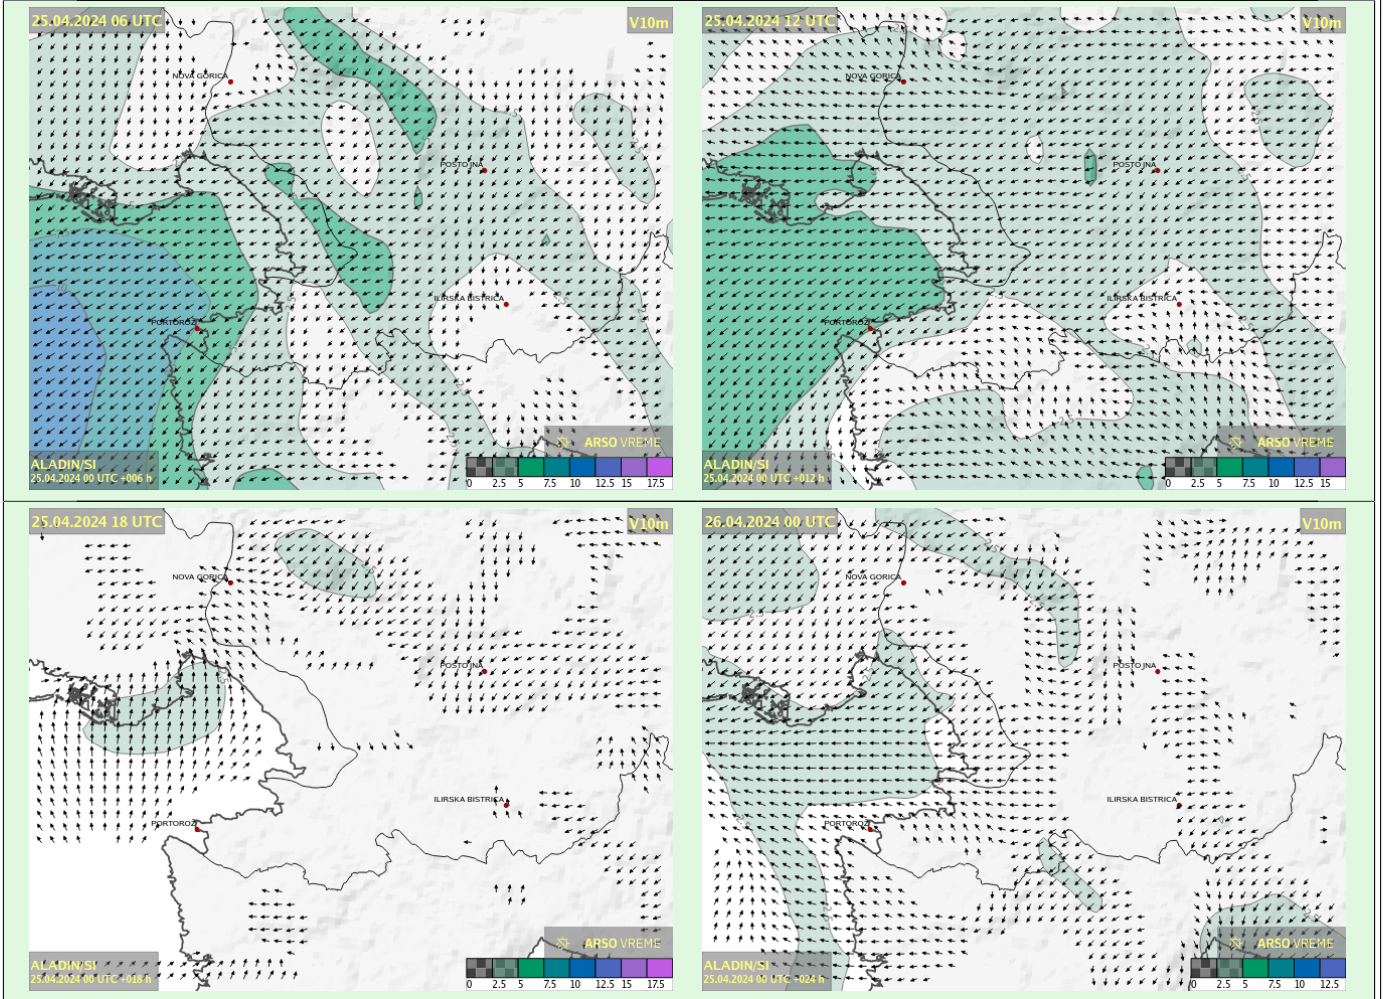 25.04.2024 06 UTC
V10m
NOVA GORICA
POSTOJNA
ILIRSKA BISTRICA
PORTOROŽ
ARSO VREME
ALADIN/SI
25.04.2024 00 UTC +006 h
0 2.5 5 7.5 10 12.5 15 17.5
25.04.2024 12 UTC
V10m
NOVA GORICA
POSTOJNA
ILIRSKA BISTRICA
PORTOROŽ
ARSO VREME
ALADIN/SI
25.04.2024 00 UTC +012 h
0 2.5 5 7.5 10 12.5 15
25.04.2024 18 UTC
V10m
NOVA GORICA
POSTOJNA
ILIRSKA BISTRICA
PORTOROŽ
ARSO VREME
ALADIN/SI
25.04.2024 00 UTC +018 h
0 2.5 5 7.5 10 12.5 15 17.5
26.04.2024 00 UTC
V10m
NOVA GORICA
POSTOJNA
ILIRSKA BISTRICA
PORTOROŽ
ARSO VREME
ALADIN/SI
25.04.2024 00 UTC +024 h
0 2.5 5 7.5 10 12.5